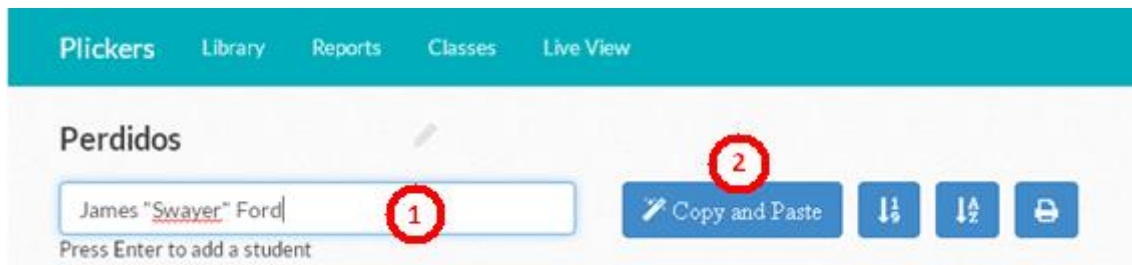 Plickers Library Reports Classes Live View
Perdidos
2
James "Swayer" Ford 1 Copy and Paste
Press Enter to add a student